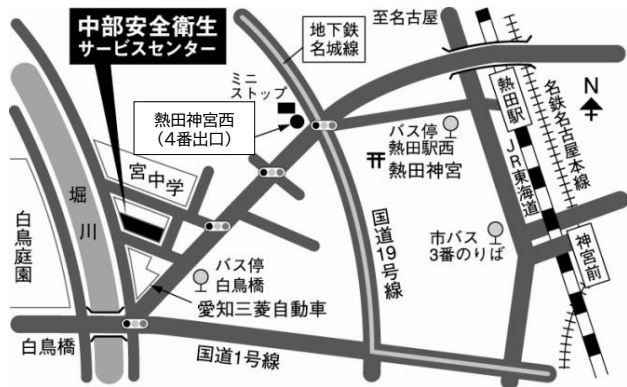 中部安全衛生
サービスセンター
地下鉄
名城線
至名古屋
ミニ
ストップ
熱田神宮西
（4番出口）
熱田駅
N
名鉄名古屋本線
JR東海道
バス停
熱田駅西
熱田神宮
宮中学
堀川
白鳥庭園
国道19号線
市バス
3番のりば
神宮前
バス停
白鳥橋
愛知三菱自動車
白鳥橋
国道1号線